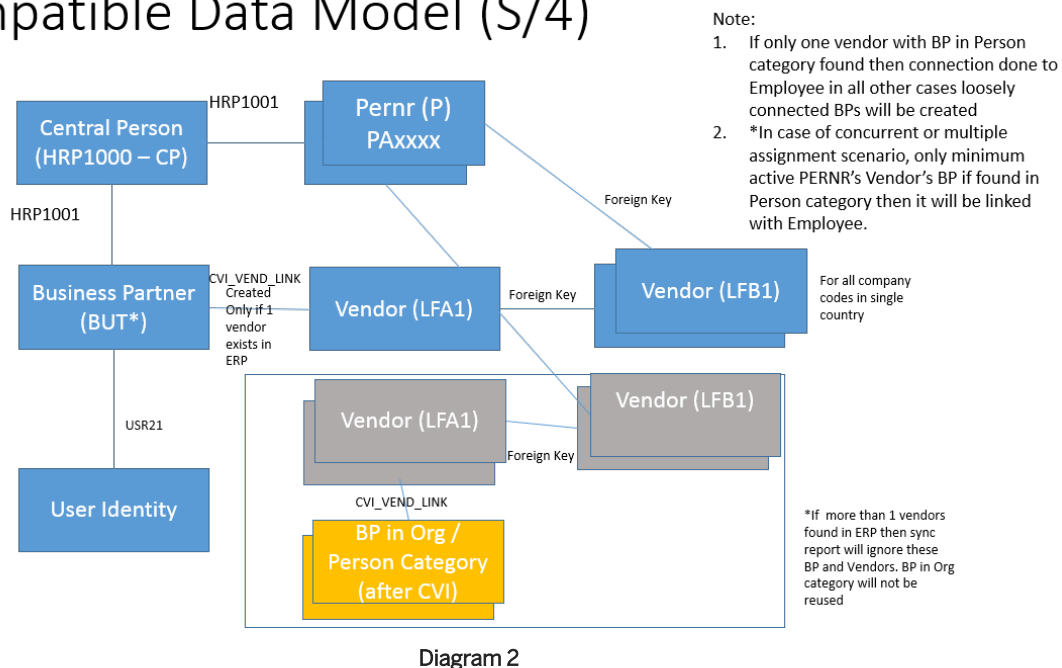 Data Model (S/4)
Note:
1. If only one vendor with BP in Person
category found then connection done to
Employee in all other cases loosely
connected BPs will be created
2. *In case of concurrent or multiple
assignment scenario, only minimum
active PERNR's Vendor's BP if found in
Person category then it will be linked
with Employee.
Central Person
(HRP1000 – CP)
HRP1001
Pernr (P)
PAxxxx
HRP1001
Foreign Key
Business Partner
(BUT*)
CVI_VEND_LINK
Created
Only if 1
vendor
exists in
ERP
Vendor (LFA1)
Foreign Key
Vendor (LFB1)
For all company
codes in single
country
Vendor (LFA1)
Foreign Key
Vendor (LFB1)
USR21
User Identity
CVI_VEND_LINK
BP in Org /
Person Category
(after CVI)
*If more than 1 vendors
found in ERP then sync
report will ignore these
BP and Vendors. BP in Org
category will not be
reused
Diagram 2